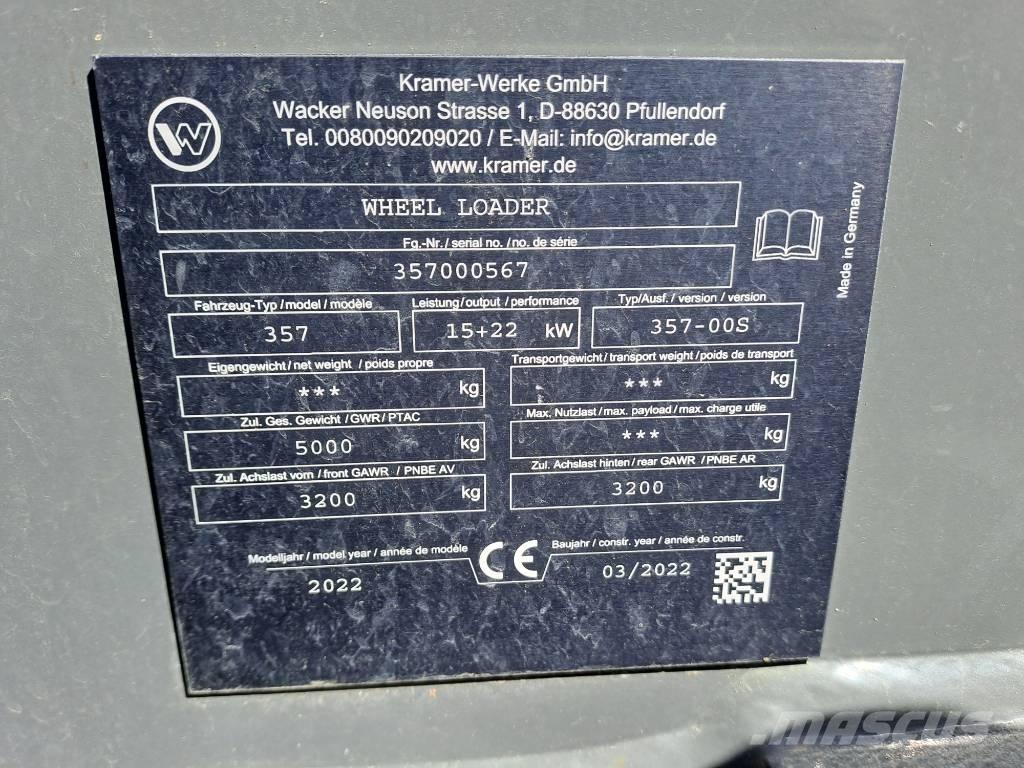 Kramer-Werke GmbH
Wacker Neuson Strasse 1, D-88630 Pfullendorf
Tel. 0080090209020 / E-Mail: info@kramer.de
www.kramer.de
WHEEL LOADER
Fg.-Nr./ serial no. / no. de série
357000567
Made in Germany
Fahrzeug-Typ / model / modèle Leistung / output / performance Typ/Ausf. / version / version
357 15+22 kW 357-00S
Eigengewicht / net weight / poids propre Transportgewicht / transport weight / poids de transport
*** kg *** kg
Zul. Ges. Gewicht / GWR / PTAC Max. Nutzlast / max. payload / max. charge utile
5000 kg *** kg
Zul. Achslast vorn / front GAWR / PNBE AV Zul. Achslast hinten / rear GAWR / PNBE AR
3200 kg 3200 kg
Modelljahr / model year / année de modèle CE Baujahr / constr. year / année de constr.
2022 03/2022
MASCUS